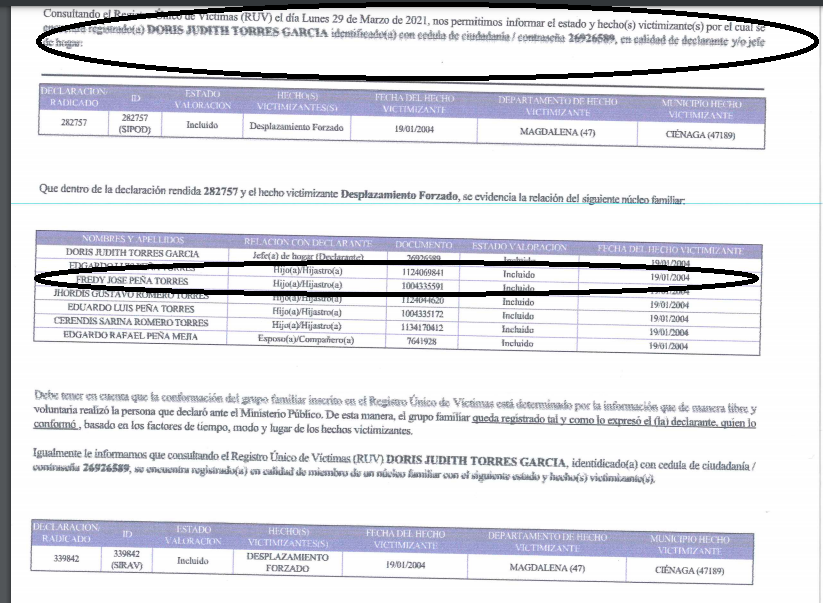 Consultando el Registro Único de Víctimas (RUV) el día Lunes 29 de Marzo de 2021, nos permitimos informar el estado y hecho(s) victimizante(s) por el cual se
encuentra registrado(a) DORIS JUDITH TORRES GARCIA identificado(a) con cedula de ciudadanía / contraseña 26926589, en calidad de declarante y/o jefe
de hogar:
DECLARACION/ RADICADO ID ESTADO VALORACION HECHO(S) VICTIMIZANTES(S) FECHA DEL HECHO VICTIMIZANTE DEPARTAMENTO DE HECHO VICTIMIZANTE MUNICIPIO HECHO VICTIMIZANTE
282757 282757 (SIPOD) Incluido Desplazamiento Forzado 19/01/2004 MAGDALENA (47) CIÉNAGA (47189)
Que dentro de la declaración rendida 282757 y el hecho victimizante Desplazamiento Forzado, se evidencia la relación del siguiente núcleo familiar:
NOMBRES Y APELLIDOS RELACION CON DECLARANTE DOCUMENTO ESTADO VALORACION FECHA DEL HECHO VICTIMIZANTE
DORIS JUDITH TORRES GARCIA Jefe(a) de hogar (Declarante) 26926589 Incluido 19/01/2004
EDGARDO LUIS PEÑA TORRES Hijo(a)/Hijastro(a) 1124069841 Incluido 19/01/2004
FREDY JOSE PEÑA TORRES Hijo(a)/Hijastro(a) 1004335591 Incluido
JHORDIS GUSTAVO ROMERO TORRES Hijo(a)/Hijastro(a) 1124044620 Incluido 19/01/2004
EDUARDO LUIS PEÑA TORRES Hijo(a)/Hijastro(a) 1004335172 Incluido 19/01/2004
CERENDIS SARINA ROMERO TORRES Hijo(a)/Hijastro(a) 1134170412 Incluido 19/01/2004
EDGARDO RAFAEL PEÑA MEJIA Esposo(a)/Compañero(a) 7641928 Incluido 19/01/2004
Debe tener en cuenta que la conformación del grupo familiar inscrito en el Registro Único de Víctimas está determinado por la información que de manera libre y
voluntaria realizó la persona que declaró ante el Ministerio Público. De esta manera, el grupo familiar queda registrado tal y como lo expresó el (la) declarante, quien lo
conformó , basado en los factores de tiempo, modo y lugar de los hechos victimizantes.
Igualmente le informamos que consultando el Registro Único de Víctimas (RUV) DORIS JUDITH TORRES GARCIA, identidicado(a) con cedula de ciudadanía /
contraseña 26926589, se encuentra registrado(a) en calidad de miembro de un núcleo familiar con el siguiente estado y hecho(s) victimizante(s).
DECLARACION/ RADICADO ID ESTADO VALORACION HECHO(S) VICTIMIZANTES(S) FECHA DEL HECHO VICTIMIZANTE DEPARTAMENTO DE HECHO VICTIMIZANTE MUNICIPIO HECHO VICTIMIZANTE
339842 339842 (SIRAV) Incluido DESPLAZAMIENTO FORZADO 19/01/2004 MAGDALENA (47) CIÉNAGA (47189)